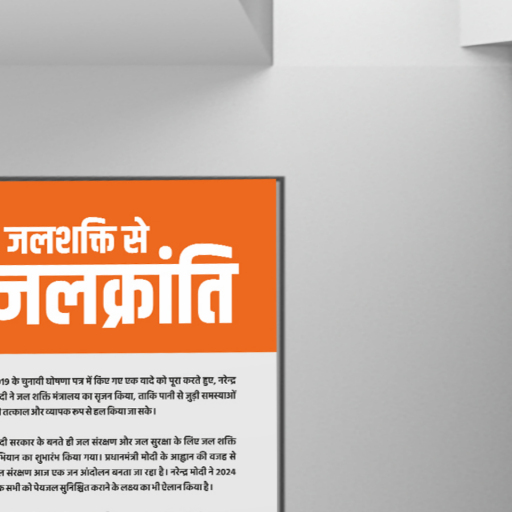 जलशक्ति से
जलक्रांति
19 के चुनावी घोषणा पत्र में किए गए एक वादे को पूरा करते हुए, नरेन्द्र
दी ने जल शक्ति मंत्रालय का सृजन किया, ताकि पानी से जुड़ी समस्याओं
तत्काल और व्यापक रूप से हल किया जा सके।
दी सरकार के बनते ही जल संरक्षण और जल सुरक्षा के लिए जल शक्ति
भियान का शुभारंभ किया गया। प्रधानमंत्री मोदी के आह्वान की वजह से
ल संरक्षण आज एक जन आंदोलन बनता जा रहा है। नरेन्द्र मोदी ने 2024
क सभी को पेयजल सुनिश्चित कराने के लक्ष्य का भी ऐलान किया है।